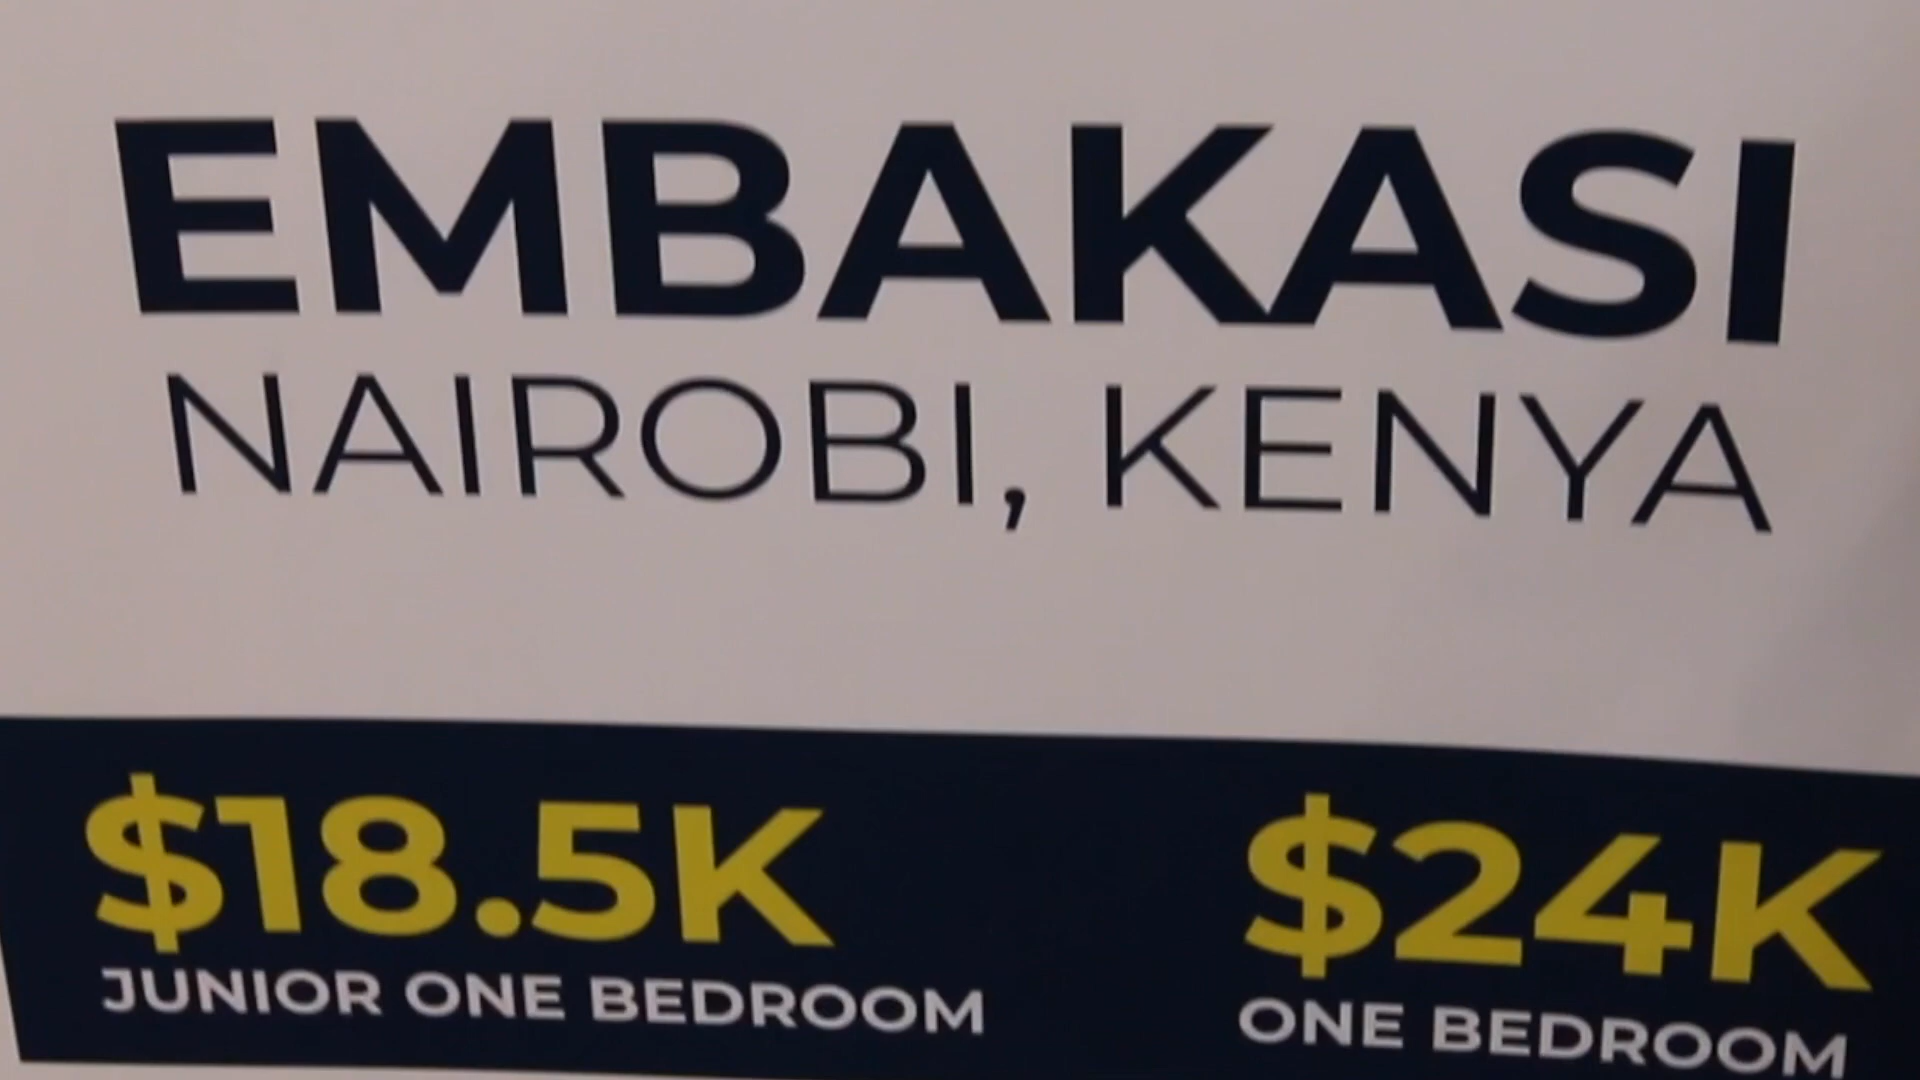 EMBAKASI
NAIROBI, KENYA
$18.5K $24K
JUNIOR ONE BEDROOM ONE BEDROOM